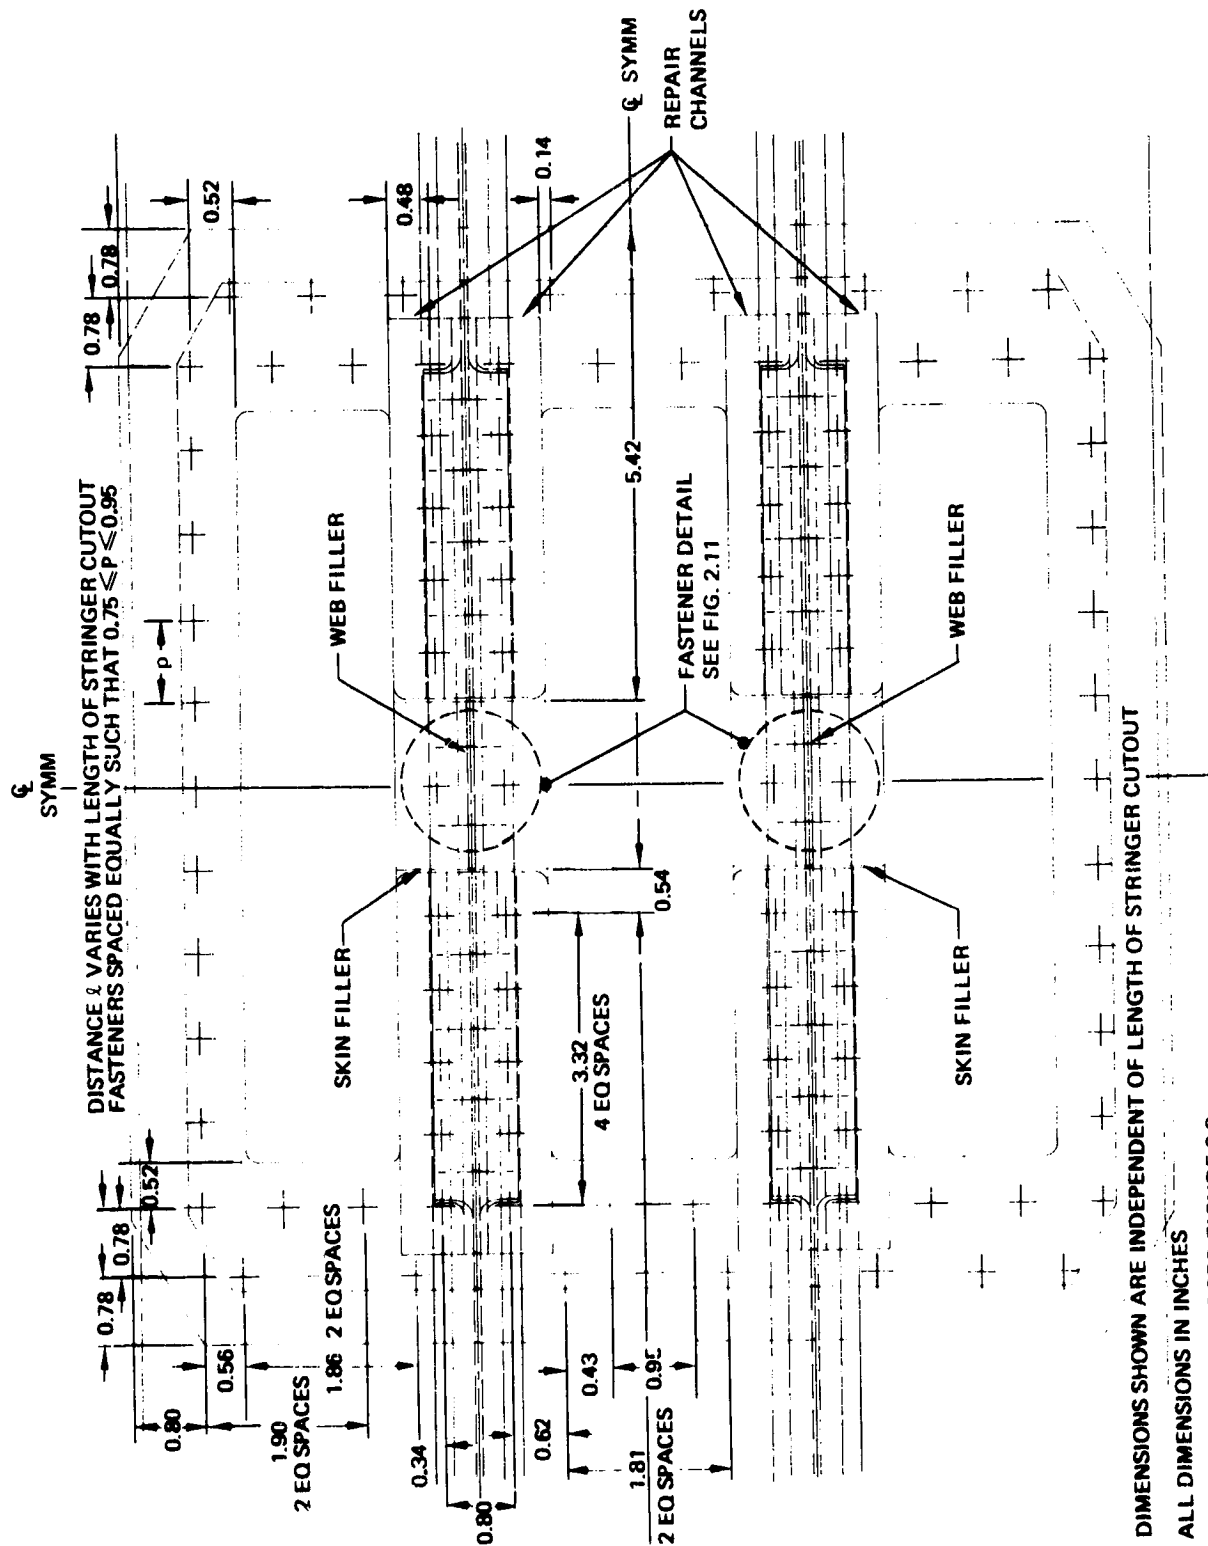 ℄
SYMM
DISTANCE ℓ VARIES WITH LENGTH OF STRINGER CUTOUT
FASTENERS SPACED EQUALLY SUCH THAT 0.75 ≤ P ≤ 0.95
p
0.78
0.78
0.52
0.78
0.78
0.52
0.48
0.14
℄ SYMM
REPAIR
CHANNELS
WEB FILLER
SKIN FILLER
5.42
FASTENER DETAIL
SEE FIG. 2.11
0.54
3.32
4 EQ SPACES
0.80
0.56
1.90
2 EQ SPACES
1.86 2 EQ SPACES
0.34
0.80
0.62
0.43
1.81
2 EQ SPACES
WEB FILLER
SKIN FILLER
DIMENSIONS SHOWN ARE INDEPENDENT OF LENGTH OF STRINGER CUTOUT
ALL DIMENSIONS IN INCHES